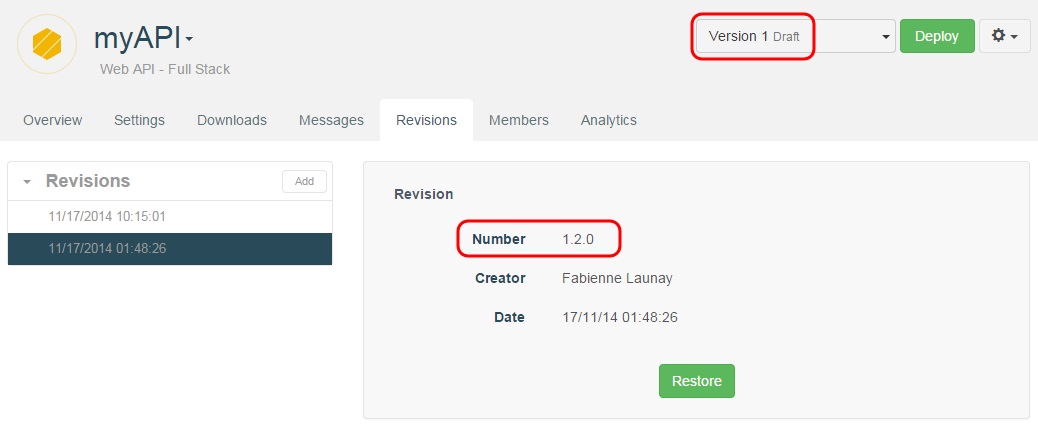 myAPI
Version 1 Draft
Deploy
Web API - Full Stack
Overview Settings Downloads Messages Revisions Members Analytics
Revisions Add
11/17/2014 10:15:01
11/17/2014 01:48:26
Revision
Number 1.2.0
Creator Fabienne Launay
Date 17/11/14 01:48:26
Restore